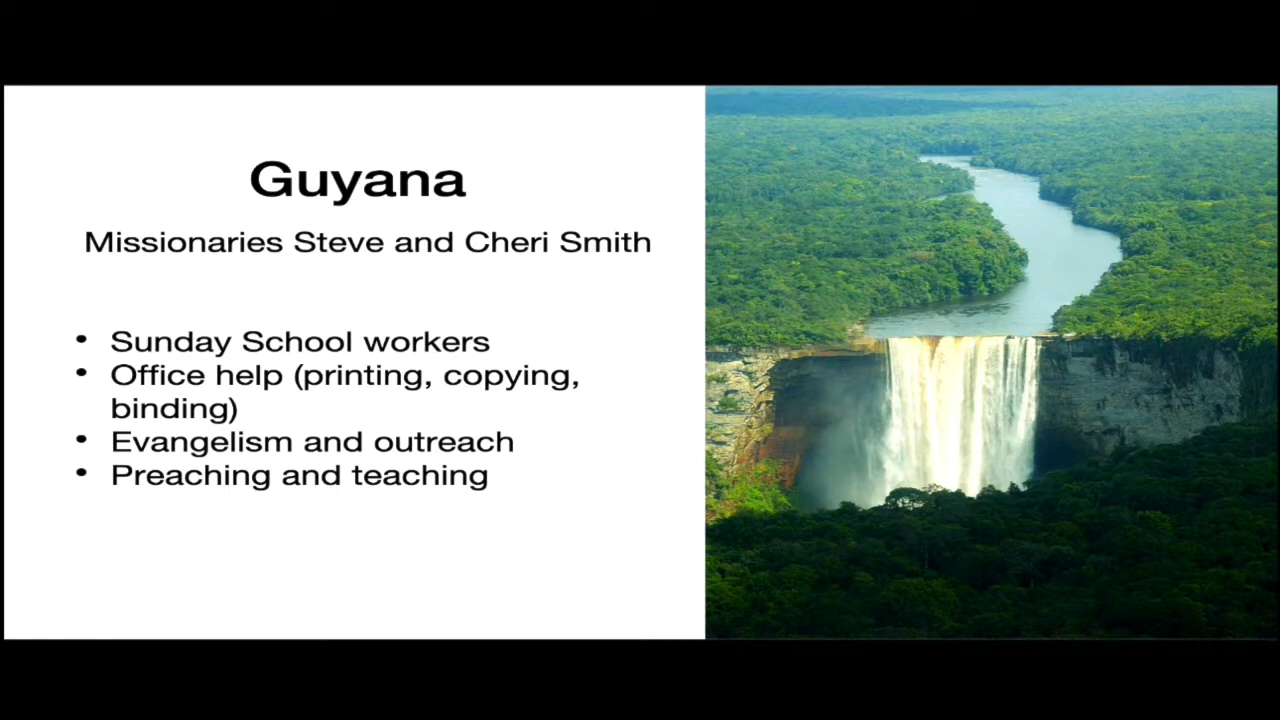 Guyana
Missionaries Steve and Cheri Smith
• Sunday School workers
• Office help (printing, copying,
binding)
• Evangelism and outreach
• Preaching and teaching